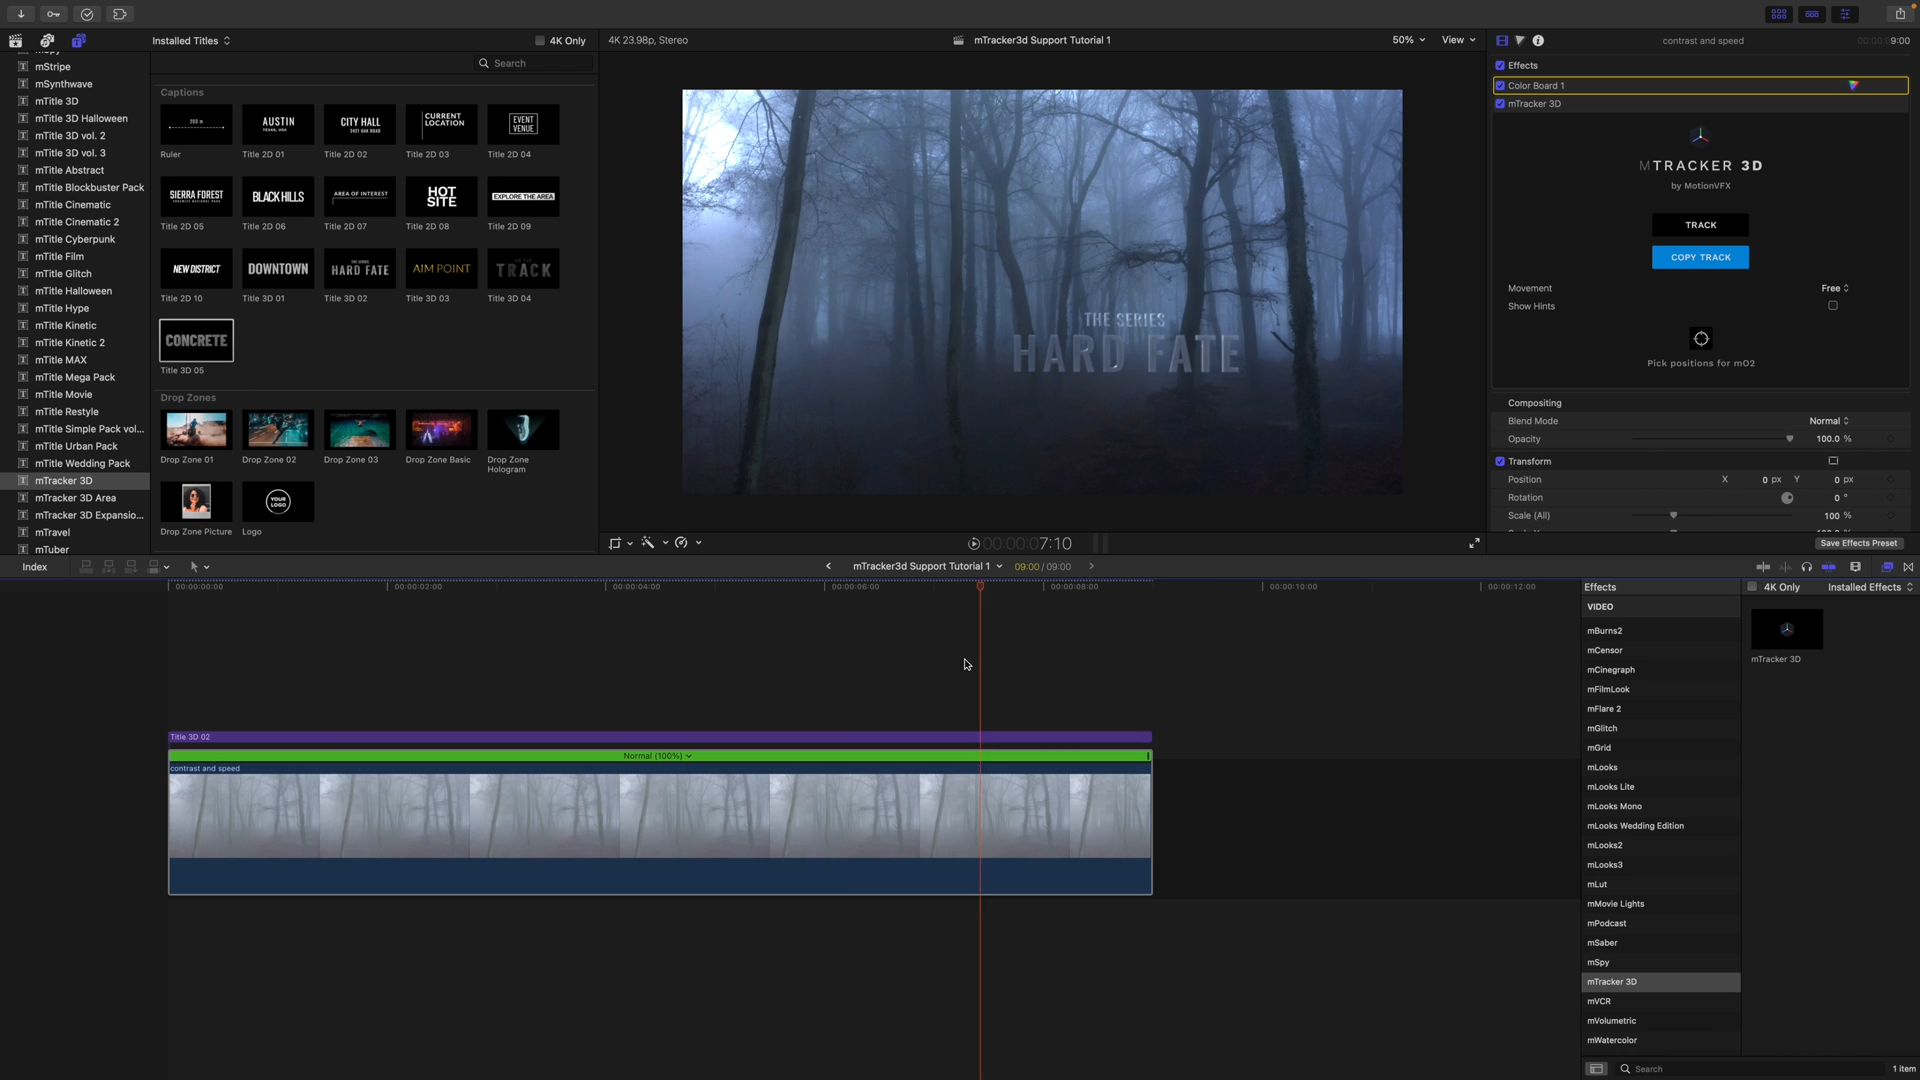 Installed Titles
4K Only
4K 23.98p, Stereo
mTracker3d Support Tutorial 1
50%
View
contrast and speed
00:00:09:00
mStripe
mSynthwave
mTitle 3D
mTitle 3D Halloween
mTitle 3D vol. 2
mTitle 3D vol. 3
mTitle Abstract
mTitle Blockbuster Pack
mTitle Cinematic
mTitle Cinematic 2
mTitle Cyberpunk
mTitle Film
mTitle Glitch
mTitle Halloween
mTitle Hype
mTitle Kinetic
mTitle Kinetic 2
mTitle MAX
mTitle Mega Pack
mTitle Movie
mTitle Restyle
mTitle Simple Pack vol...
mTitle Urban Pack
mTitle Wedding Pack
mTracker 3D
mTracker 3D Area
mTracker 3D Expansio...
mTravel
mTuber
Search
Captions
200 m
AUSTIN
TEXAS, USA
CITY HALL
3421 OAK ROAD
CURRENT
LOCATION
EVENT
VENUE
Ruler
Title 2D 01
Title 2D 02
Title 2D 03
Title 2D 04
SIERRA FOREST
BLACK HILLS
AREA OF INTEREST
HOT
SITE
EXPLORE THE AREA
Title 2D 05
Title 2D 06
Title 2D 07
Title 2D 08
Title 2D 09
NEW DISTRICT
DOWNTOWN
THE SERIES
HARD FATE
AIM POINT
TRACK
Title 2D 10
Title 3D 01
Title 3D 02
Title 3D 03
Title 3D 04
CONCRETE
Title 3D 05
Drop Zones
Drop Zone 01
Drop Zone 02
Drop Zone 03
Drop Zone Basic
Drop Zone
Hologram
YOUR
LOGO
Drop Zone Picture
Logo
THE SERIES
HARD FATE
00:00:07:10
Effects
Color Board 1
mTracker 3D
MTRACKER 3D
by MotionVFX
TRACK
COPY TRACK
Movement
Free
Show Hints
Pick positions for mO2
Compositing
Blend Mode
Normal
Opacity
100.0 %
Transform
Position
X
0 px
Y
0 px
Rotation
0 °
Scale (All)
100 %
Save Effects Preset
Index
mTracker3d Support Tutorial 1
09:00 / 09:00
00:00:00:00
00:00:02:00
00:00:04:00
00:00:06:00
00:00:08:00
00:00:10:00
00:00:12:00
Title 3D 02
Normal (100%)
contrast and speed
Effects
4K Only
Installed Effects
VIDEO
mBurns2
mCensor
mCinegraph
mFilmLook
mFlare 2
mGlitch
mGrid
mLooks
mLooks Lite
mLooks Mono
mLooks Wedding Edition
mLooks2
mLooks3
mLut
mMovie Lights
mPodcast
mSaber
mSpy
mTracker 3D
mVCR
mVolumetric
mWatercolor
mTracker 3D
Search
1 item